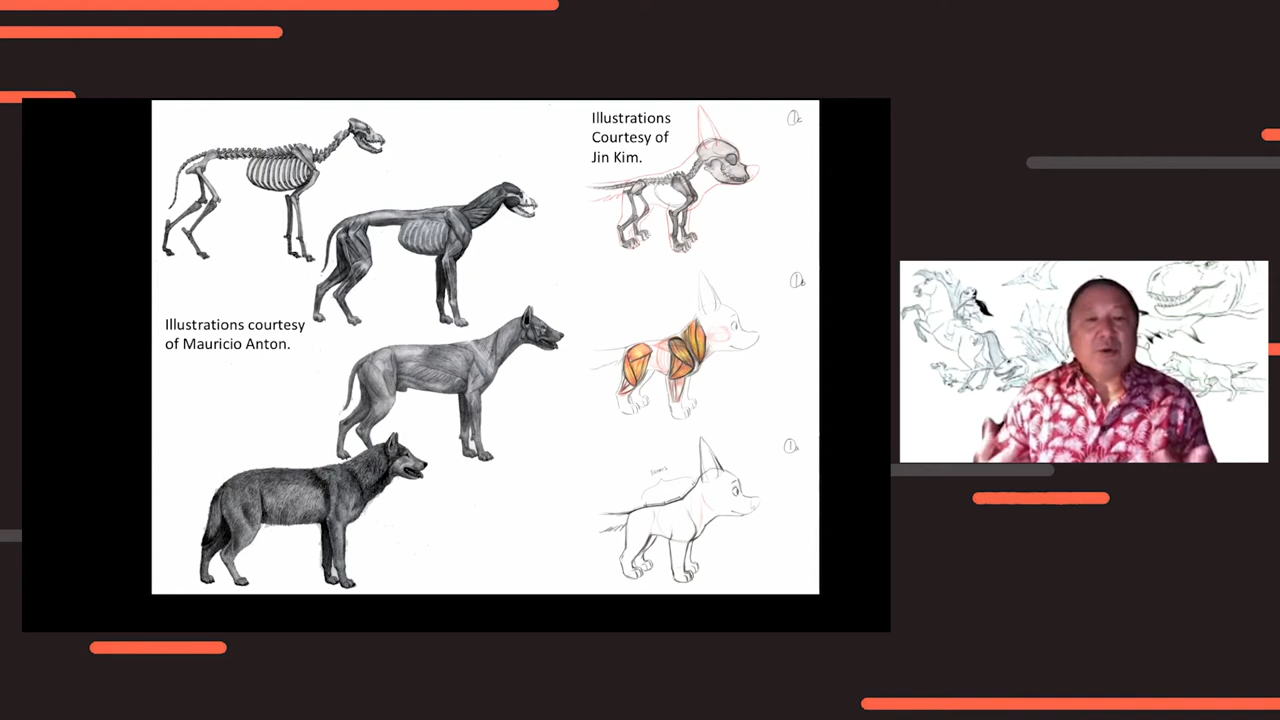 Illustrations
Courtesy of
Jin Kim.
Illustrations courtesy
of Mauricio Anton.